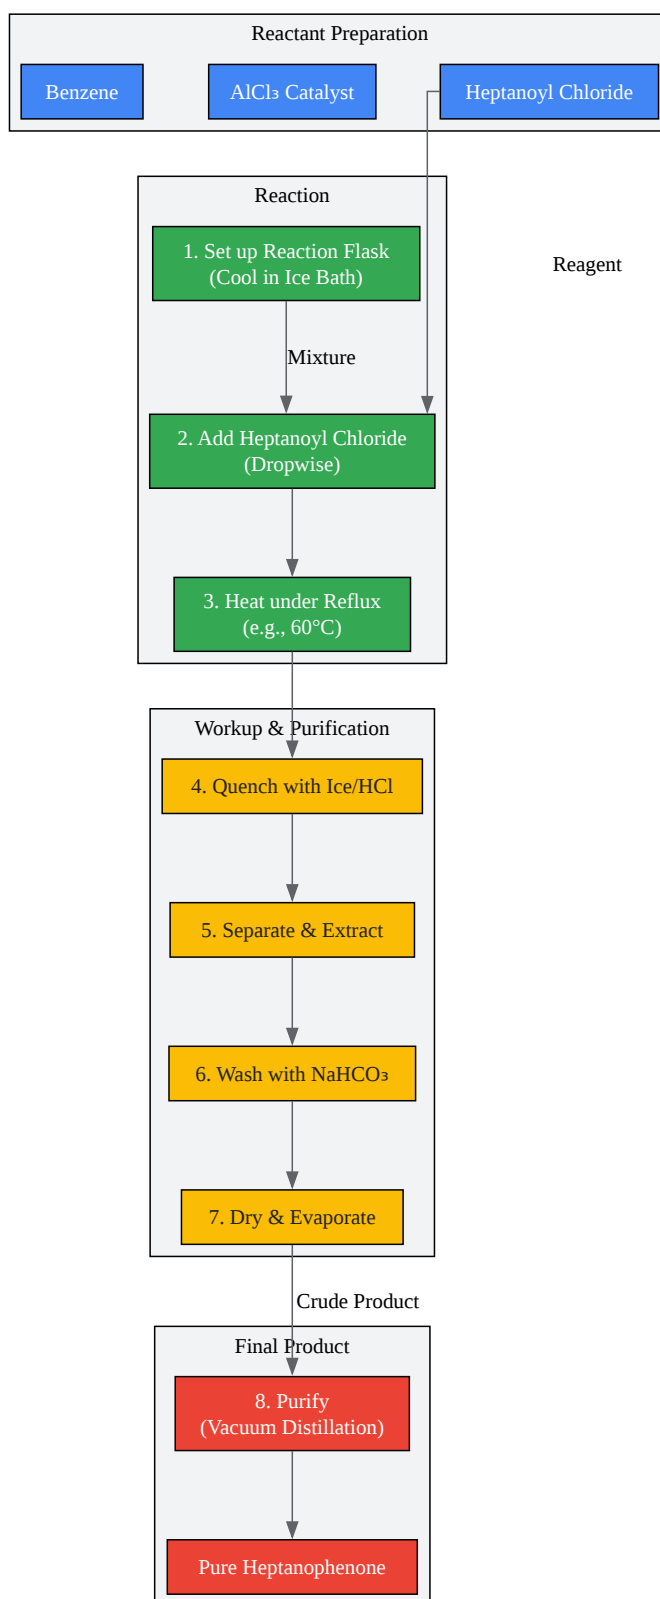 Reactant Preparation
Benzene
AlCl₃ Catalyst
Heptanoyl Chloride
Reaction
1. Set up Reaction Flask
(Cool in Ice Bath)
Reagent
Mixture
2. Add Heptanoyl Chloride
(Dropwise)
3. Heat under Reflux
(e.g., 60°C)
Workup & Purification
4. Quench with Ice/HCl
5. Separate & Extract
6. Wash with NaHCO₃
7. Dry & Evaporate
Crude Product
Final Product
8. Purify
(Vacuum Distillation)
Pure Heptanophenone